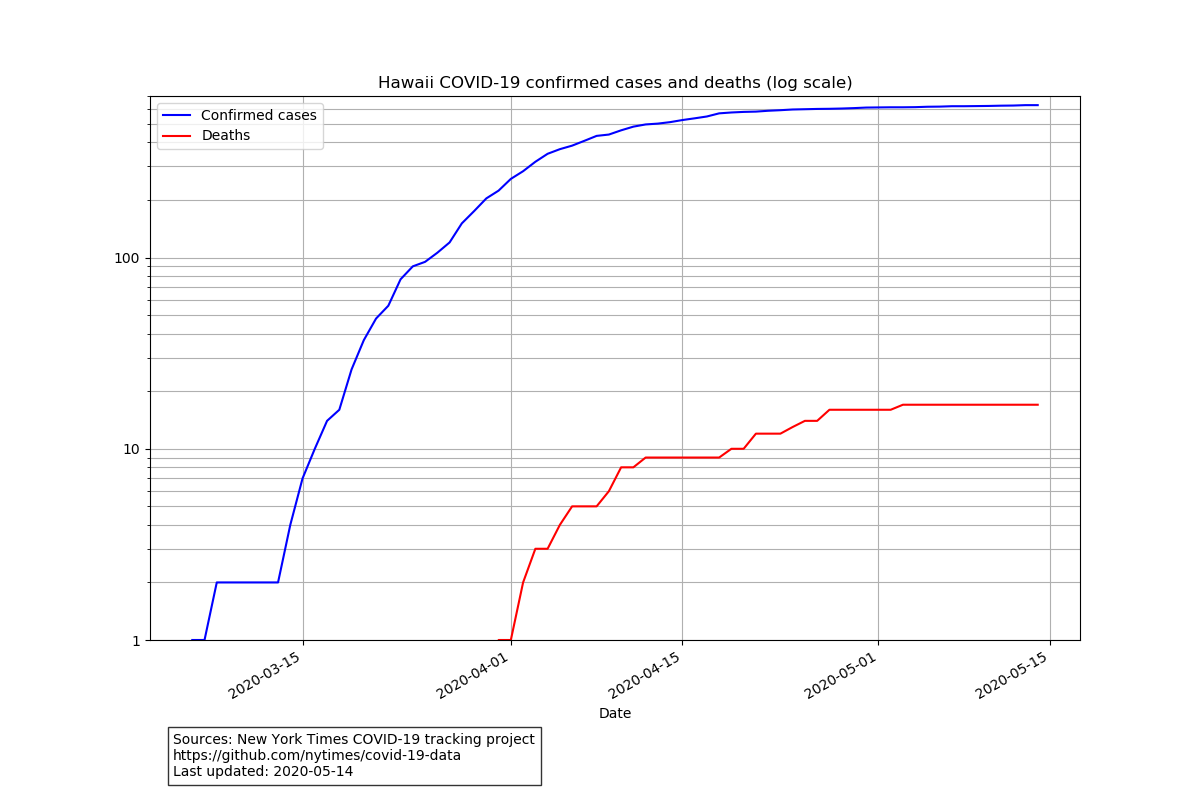 Hawaii COVID-19 confirmed cases and deaths (log scale)
Confirmed cases
Deaths
100
10
1
2020-03-15
2020-04-01
2020-04-15
2020-05-01
2020-05-15
Date
Sources: New York Times COVID-19 tracking project
https://github.com/nytimes/covid-19-data
Last updated: 2020-05-14